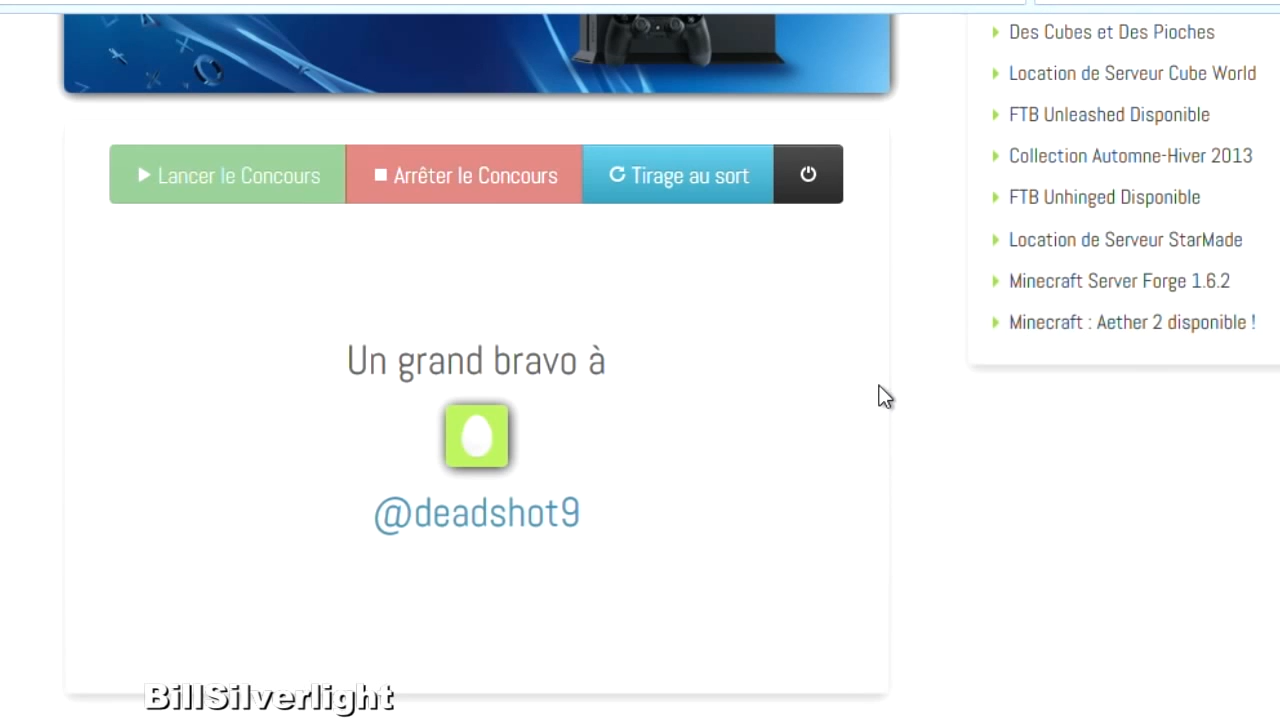 Lancer le Concours
Arrêter le Concours
Tirage au sort
Un grand bravo à
@deadshot9
Des Cubes et Des Pioches
Location de Serveur Cube World
FTB Unleashed Disponible
Collection Automne-Hiver 2013
FTB Unhinged Disponible
Location de Serveur StarMade
Minecraft Server Forge 1.6.2
Minecraft : Aether 2 disponible !
BillSilverlight